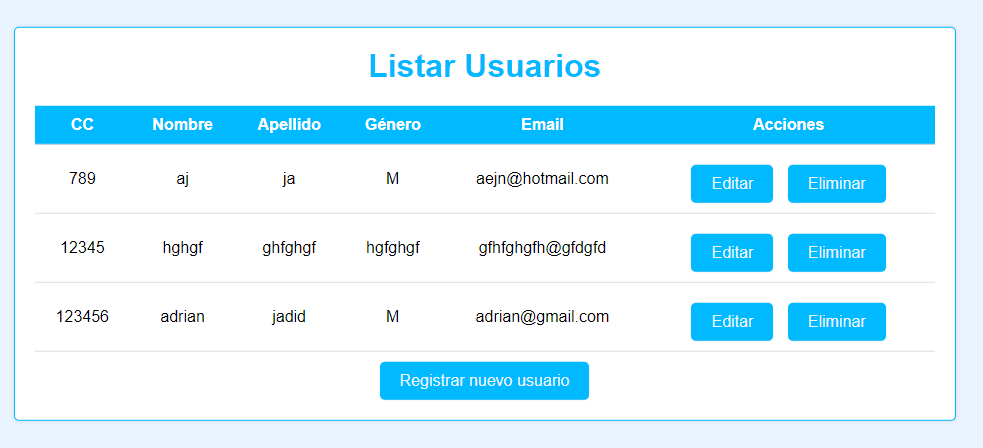 Listar Usuarios
CC Nombre Apellido Género Email Acciones
789 aj ja M aejn@hotmail.com Editar Eliminar
12345 hghgf ghfghgf hgfghgf gfhfghgfh@gfdgfd Editar Eliminar
123456 adrian jadid M adrian@gmail.com Editar Eliminar
Registrar nuevo usuario